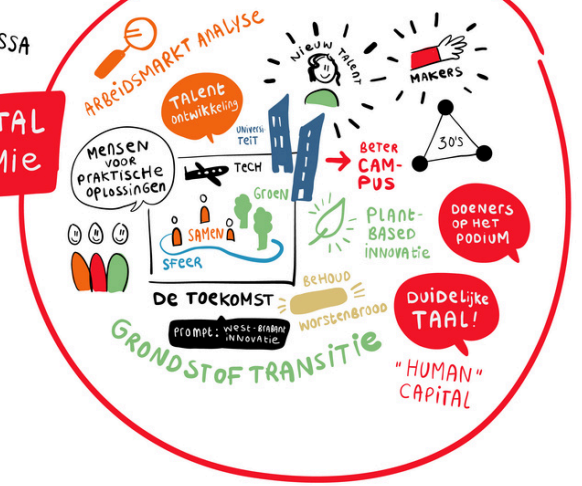 SSA
TAL
Mie
ARBEIDSMARKT ANALYSE
TALENT
ontwikkeling
NIEUW TALENT
MAKERS
MENSEN
VOOR
PRAKTISCHE
OPLOSSINGEN
UNIVERSI-
TEIT
TECH
GROEN
SAMEN
SFEER
BETER
CAM-
PUS
30'S
PLANT-
BASED
INNOVATIE
DOENERS
OP HET
PODIUM
DE TOEKOMST
PROMPT: WEST-BRABANT
INNOVATIE
BEHOUD
WORSTENBROOD
DUIDELIJKE
TAAL!
GRONDSTOF TRANSITIE
"HUMAN"
CAPITAL